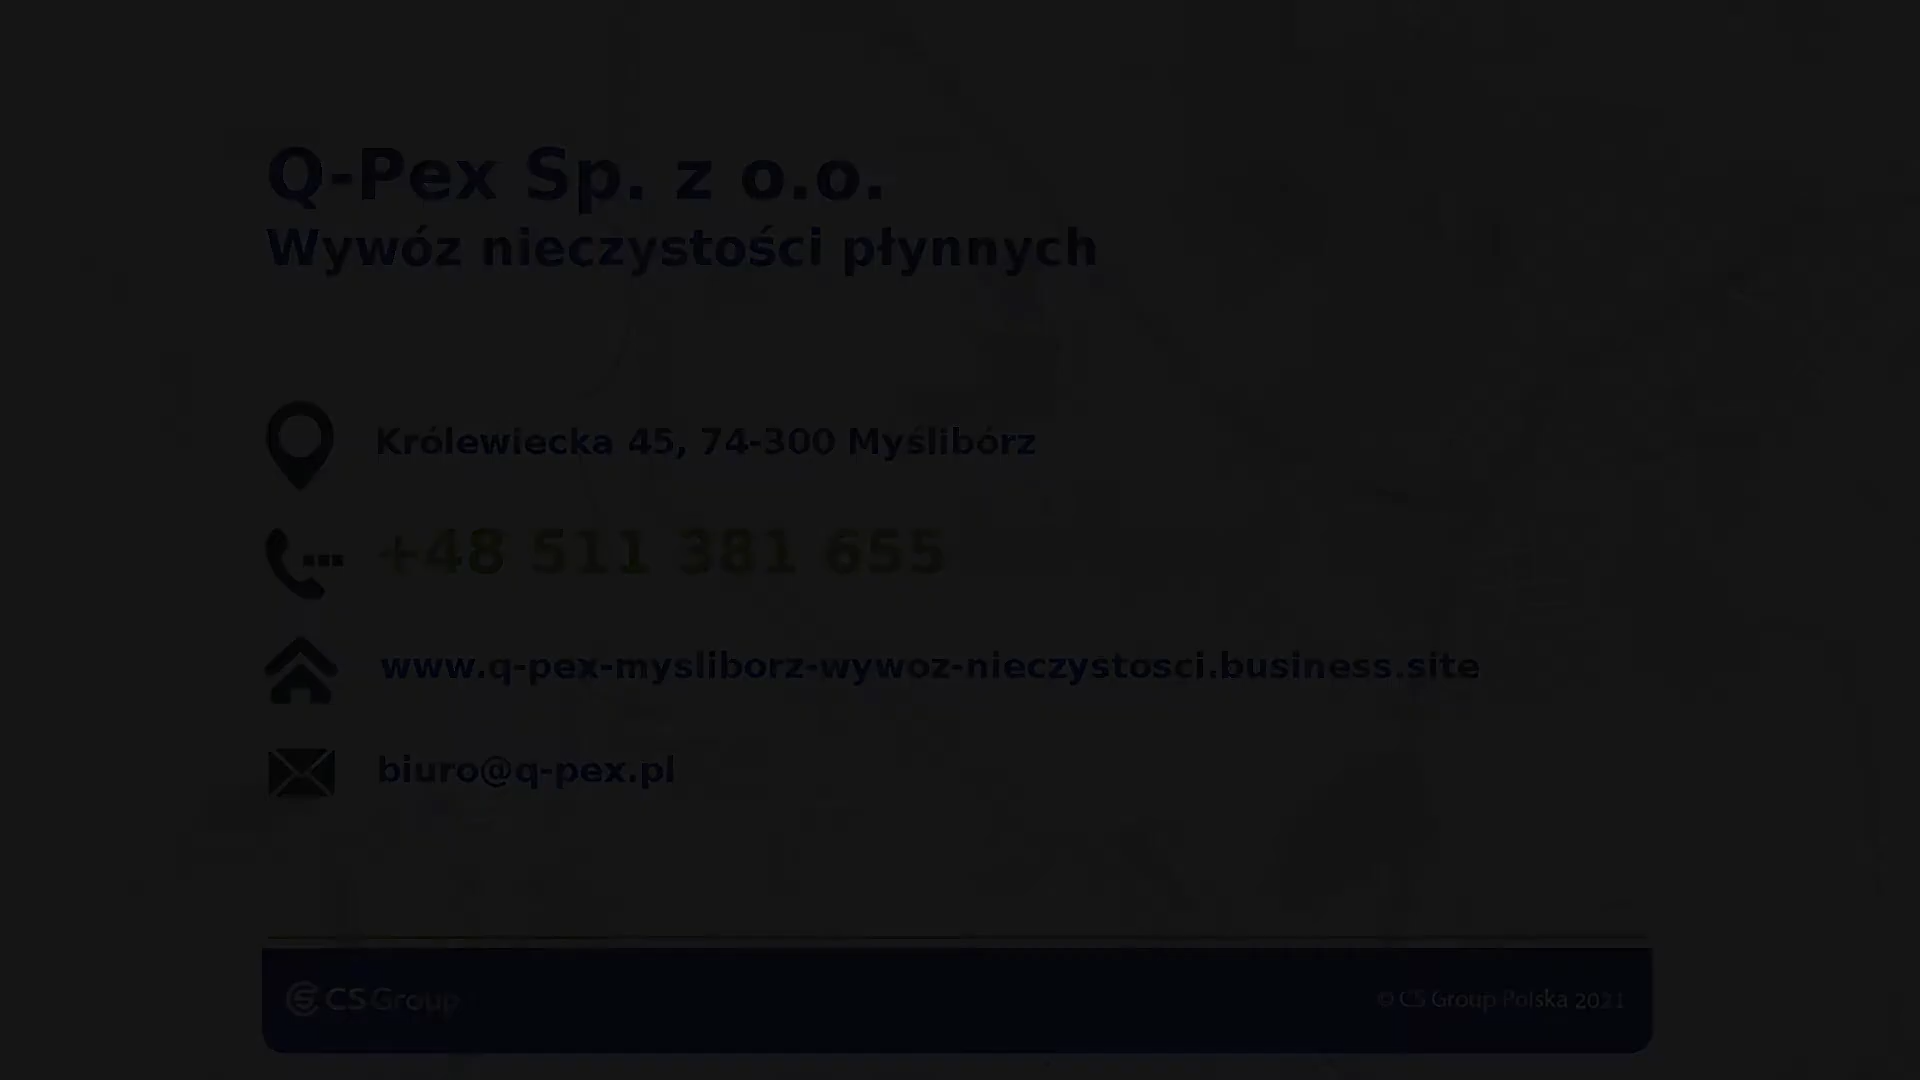 Q-Pex Sp. z o.o.
Wywóz nieczystości płynnych
Królewiecka 45, 74-300 Myślibórz
+48 511 381 655
www.q-pex-mysliborz-wywoz-nieczystosci.business.site
biuro@q-pex.pl
CS Group
© CS Group Polska 2021